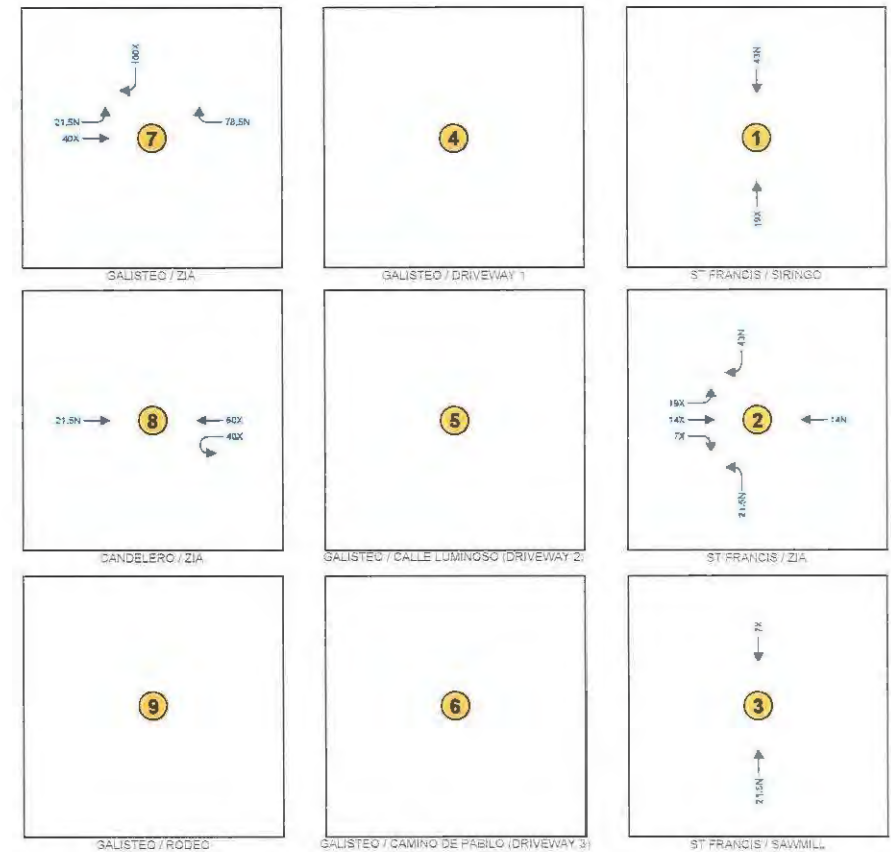 100X
21.5N
78.5N
40X
7
GALISTEO / ZIA
4
GALISTEO / DRIVEWAY 1
43N
1
19X
ST FRANCIS / SIRINGO
21.5N
8
60X
40X
CANDELERO / ZIA
5
GALISTEO / CALLE LUMINOSO (DRIVEWAY 2)
43N
19X
14X
2
14N
7X
21.5N
ST FRANCIS / ZIA
9
GALISTEO / RODEO
6
GALISTEO / CAMINO DE PABILO (DRIVEWAY 3)
7X
3
21.5N
ST FRANCIS / SAWMILL